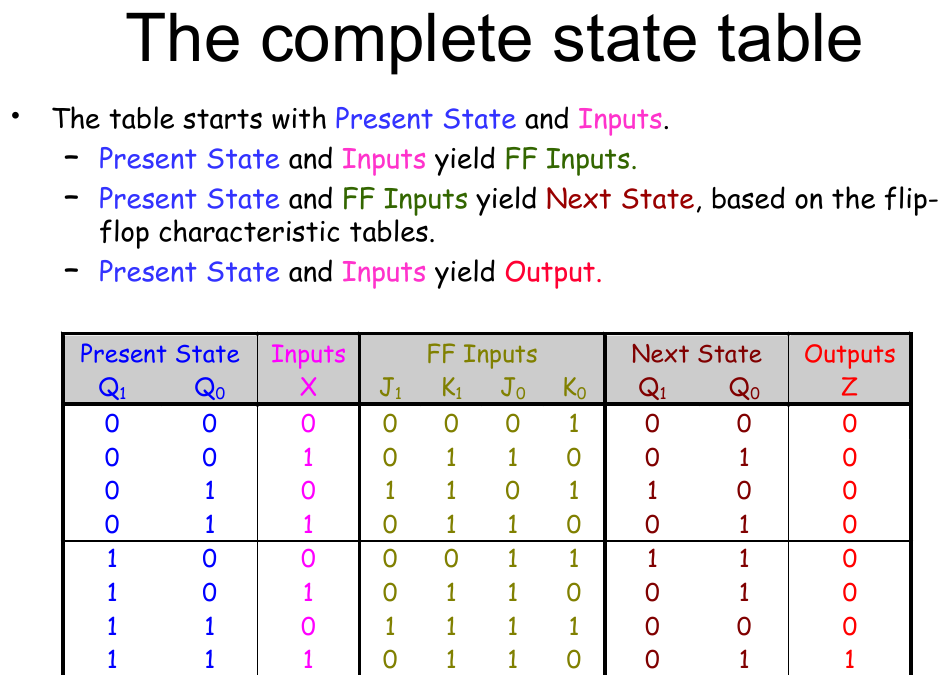 The complete state table
• The table starts with Present State and Inputs.
– Present State and Inputs yield FF Inputs.
– Present State and FF Inputs yield Next State, based on the flip-
flop characteristic tables.
– Present State and Inputs yield Output.
Present State Inputs FF Inputs Next State Outputs
Q₁ Q₀ X J₁ K₁ J₀ K₀ Q₁ Q₀ Z
0 0 0 0 0 0 1 0 0 0
0 0 1 0 1 1 0 0 1 0
0 1 0 1 1 0 1 1 0 0
0 1 1 0 1 1 0 0 1 0
1 0 0 0 0 1 1 1 1 0
1 0 1 0 1 1 0 0 1 0
1 1 0 1 1 1 1 0 0 0
1 1 1 0 1 1 0 0 1 1